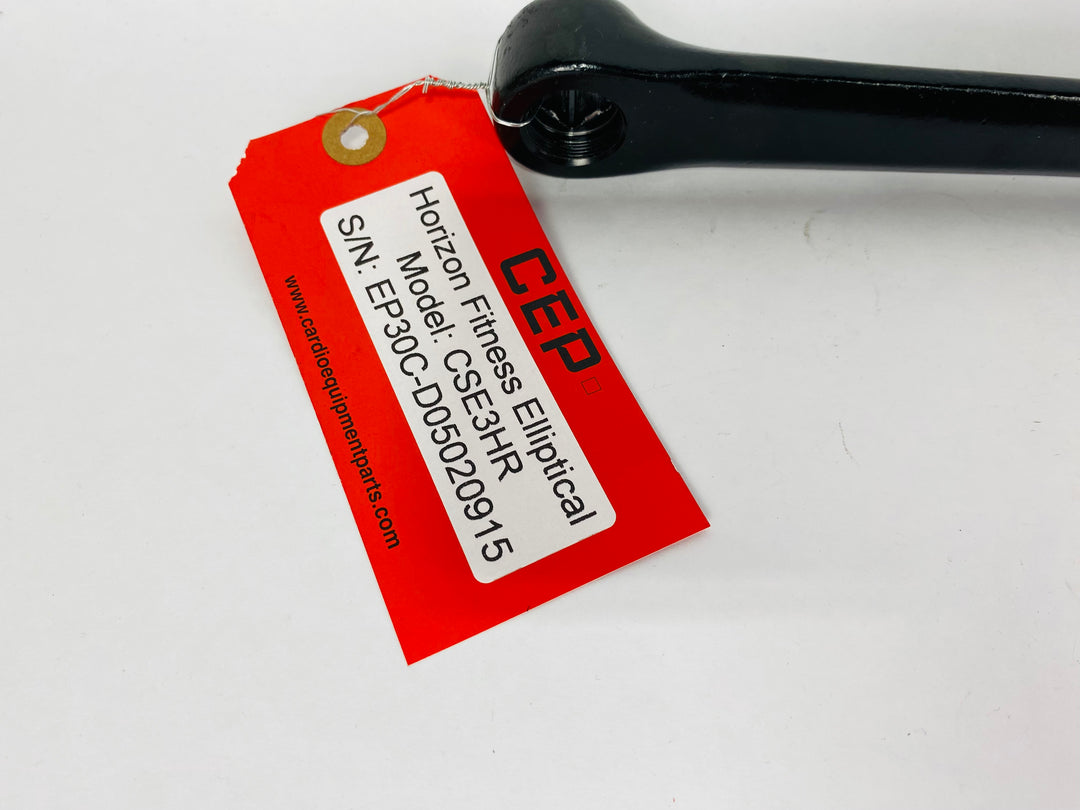 CEP
Horizon Fitness Elliptical
Model: CSE3HR
S/N: EP30C-D05020915
www.cardioequipmentparts.com